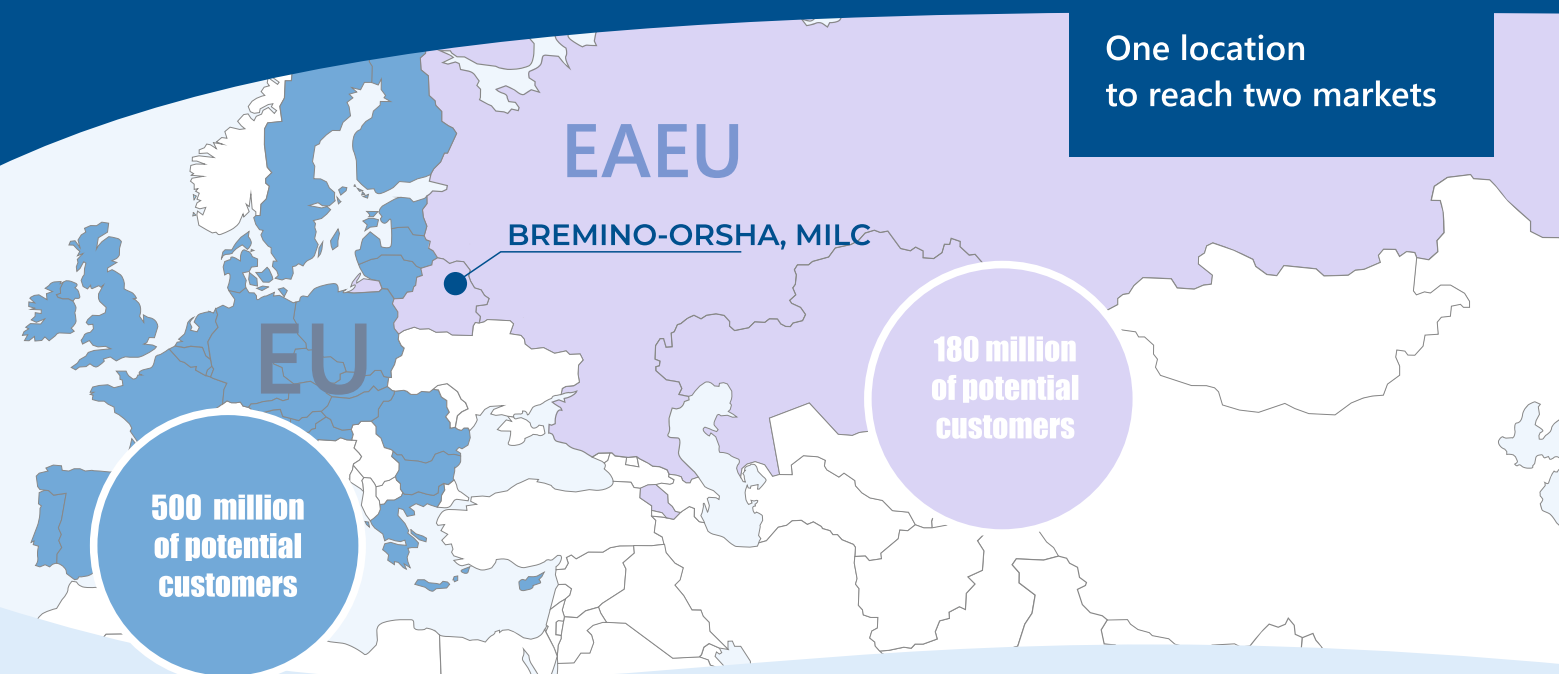 One location
to reach two markets
EAEU
BREMINO-ORSHA, MILC
EU
180 million
of potential
customers
500 million
of potential
customers